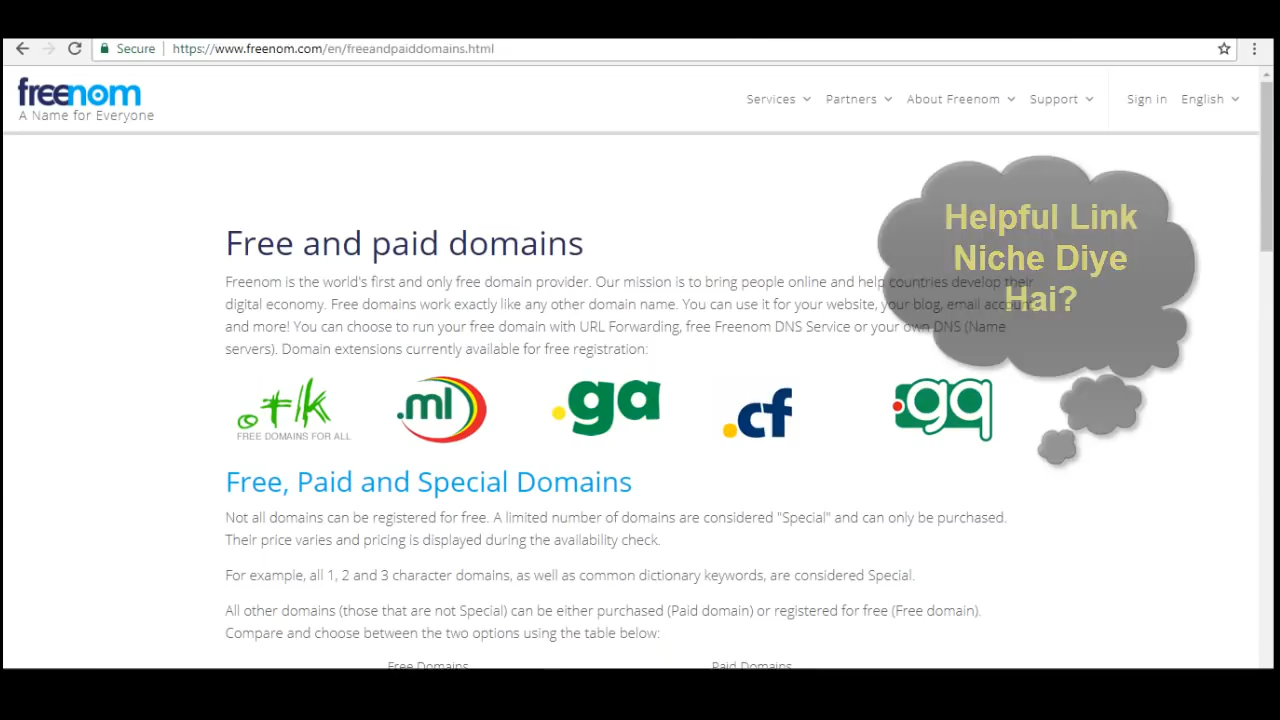 Secure https://www.freenom.com/en/freeandpaiddomains.html
freenom
A Name for Everyone
Services Partners About Freenom Support Sign in English
Helpful Link
Niche Diye
Hai?
Free and paid domains
Freenom is the world's first and only free domain provider. Our mission is to bring people online and help countries develop their
digital economy. Free domains work exactly like any other domain name. You can use it for your website, your blog, email account
and more! You can choose to run your free domain with URL Forwarding, free Freenom DNS Service or your own DNS (Name
servers). Domain extensions currently available for free registration:
.tk .ml .ga .cf .gq
FREE DOMAINS FOR ALL
Free, Paid and Special Domains
Not all domains can be registered for free. A limited number of domains are considered "Special" and can only be purchased.
Their price varies and pricing is displayed during the availability check.
For example, all 1, 2 and 3 character domains, as well as common dictionary keywords, are considered Special.
All other domains (those that are not Special) can be either purchased (Paid domain) or registered for free (Free domain).
Compare and choose between the two options using the table below:
Free Domains Paid Domains